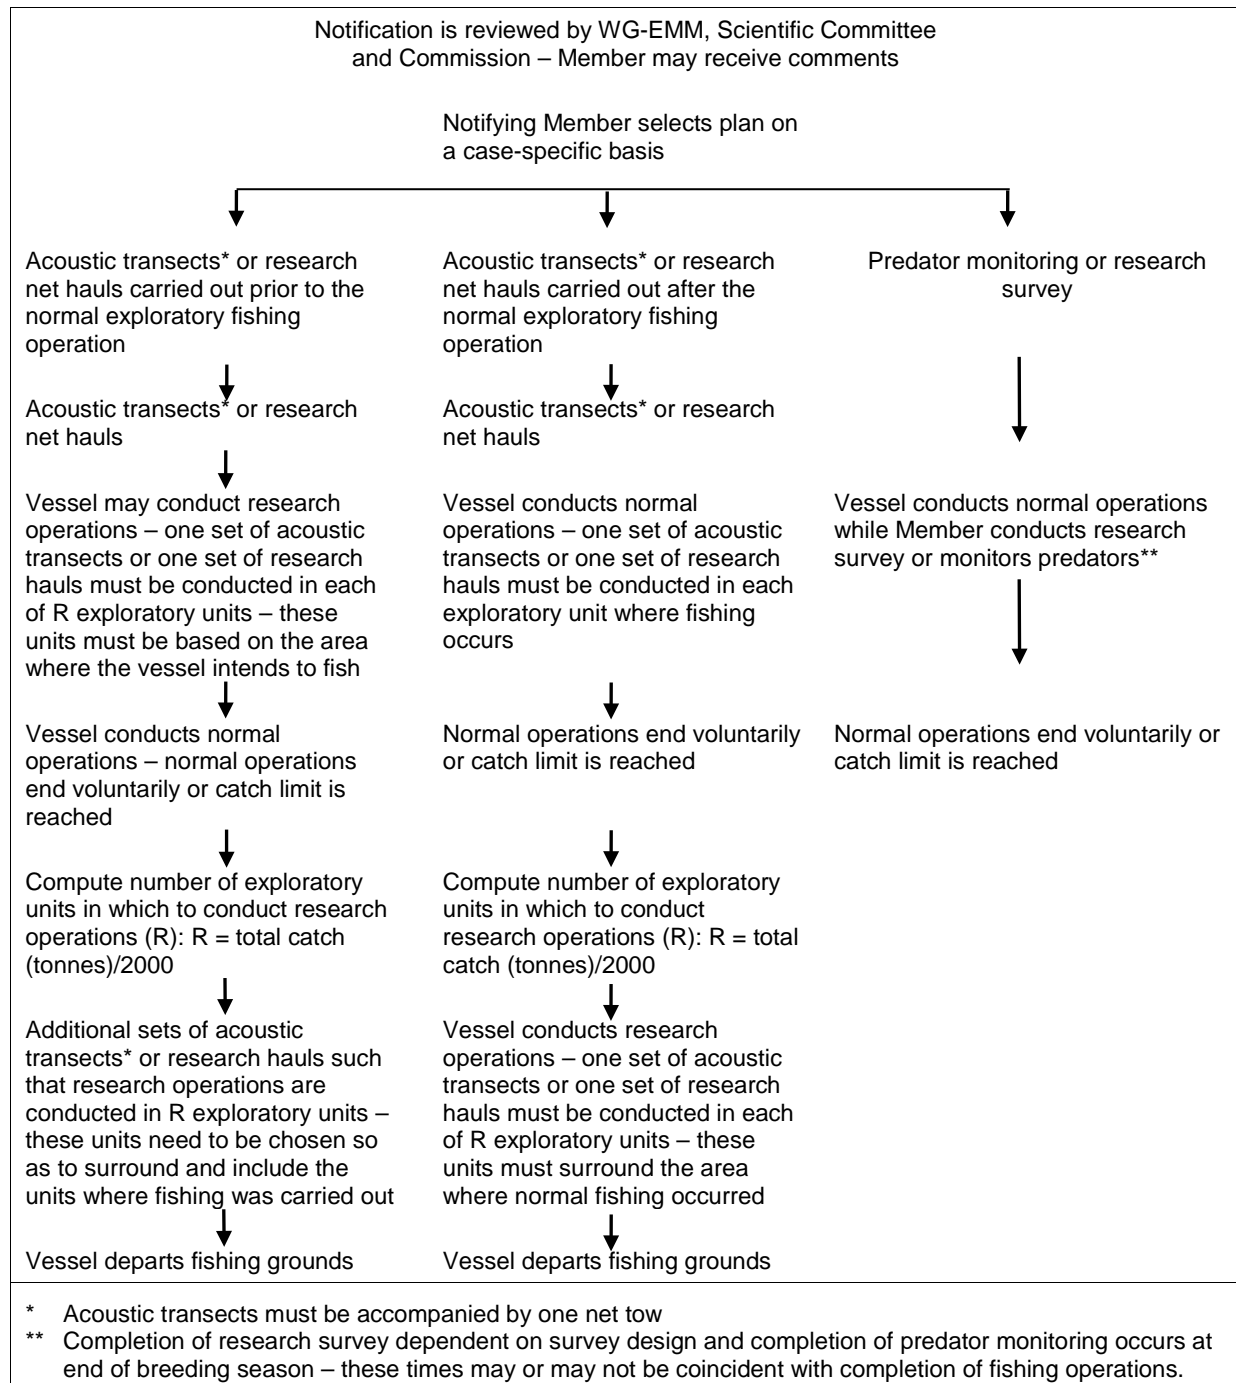 Notification is reviewed by WG-EMM, Scientific Committee
and Commission – Member may receive comments
Notifying Member selects plan on
a case-specific basis
Acoustic transects* or research
net hauls carried out prior to the
normal exploratory fishing
operation
Acoustic transects* or research
net hauls
Vessel may conduct research
operations – one set of acoustic
transects or one set of research
hauls must be conducted in each
of R exploratory units – these
units must be based on the area
where the vessel intends to fish
Vessel conducts normal
operations – normal operations
end voluntarily or catch limit is
reached
Compute number of exploratory
units in which to conduct research
operations (R): R = total catch
(tonnes)/2000
Additional sets of acoustic
transects* or research hauls such
that research operations are
conducted in R exploratory units –
these units need to be chosen so
as to surround and include the
units where fishing was carried out
Vessel departs fishing grounds
Acoustic transects* or research
net hauls carried out after the
normal exploratory fishing
operation
Acoustic transects* or research
net hauls
Vessel conducts normal
operations – one set of acoustic
transects or one set of research
hauls must be conducted in each
exploratory unit where fishing
occurs
Normal operations end voluntarily
or catch limit is reached
Compute number of exploratory
units in which to conduct
research operations (R): R = total
catch (tonnes)/2000
Vessel conducts research
operations – one set of acoustic
transects or one set of research
hauls must be conducted in each
of R exploratory units – these
units must surround the area
where normal fishing occurred
Vessel departs fishing grounds
Predator monitoring or research
survey
Vessel conducts normal operations
while Member conducts research
survey or monitors predators**
Normal operations end voluntarily or
catch limit is reached
* Acoustic transects must be accompanied by one net tow
** Completion of research survey dependent on survey design and completion of predator monitoring occurs at
end of breeding season – these times may or may not be coincident with completion of fishing operations.